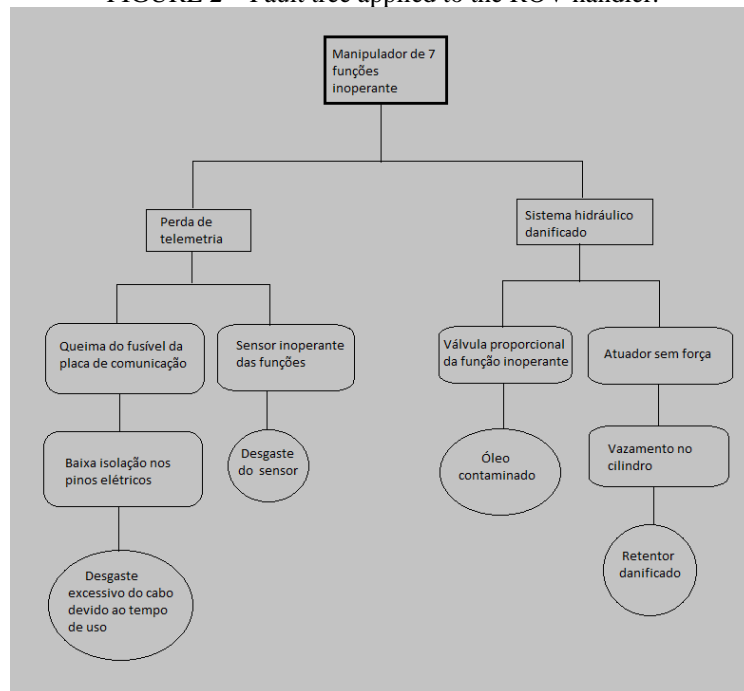 FIGURE 2 – Fault tree applied to the ROV handler.
Manipulador de 7
funções
inoperante
Perda de
telemetria
Sistema hidráulico
danificado
Queima do fusível da
placa de comunicação
Sensor inoperante
das funções
Válvula proporcional
da função inoperante
Atuador sem força
Baixa isolação nos
pinos elétricos
Desgaste
do sensor
Óleo
contaminado
Vazamento no
cilindro
Desgaste
excessivo do cabo
devido ao tempo
de uso
Retentor
danificado